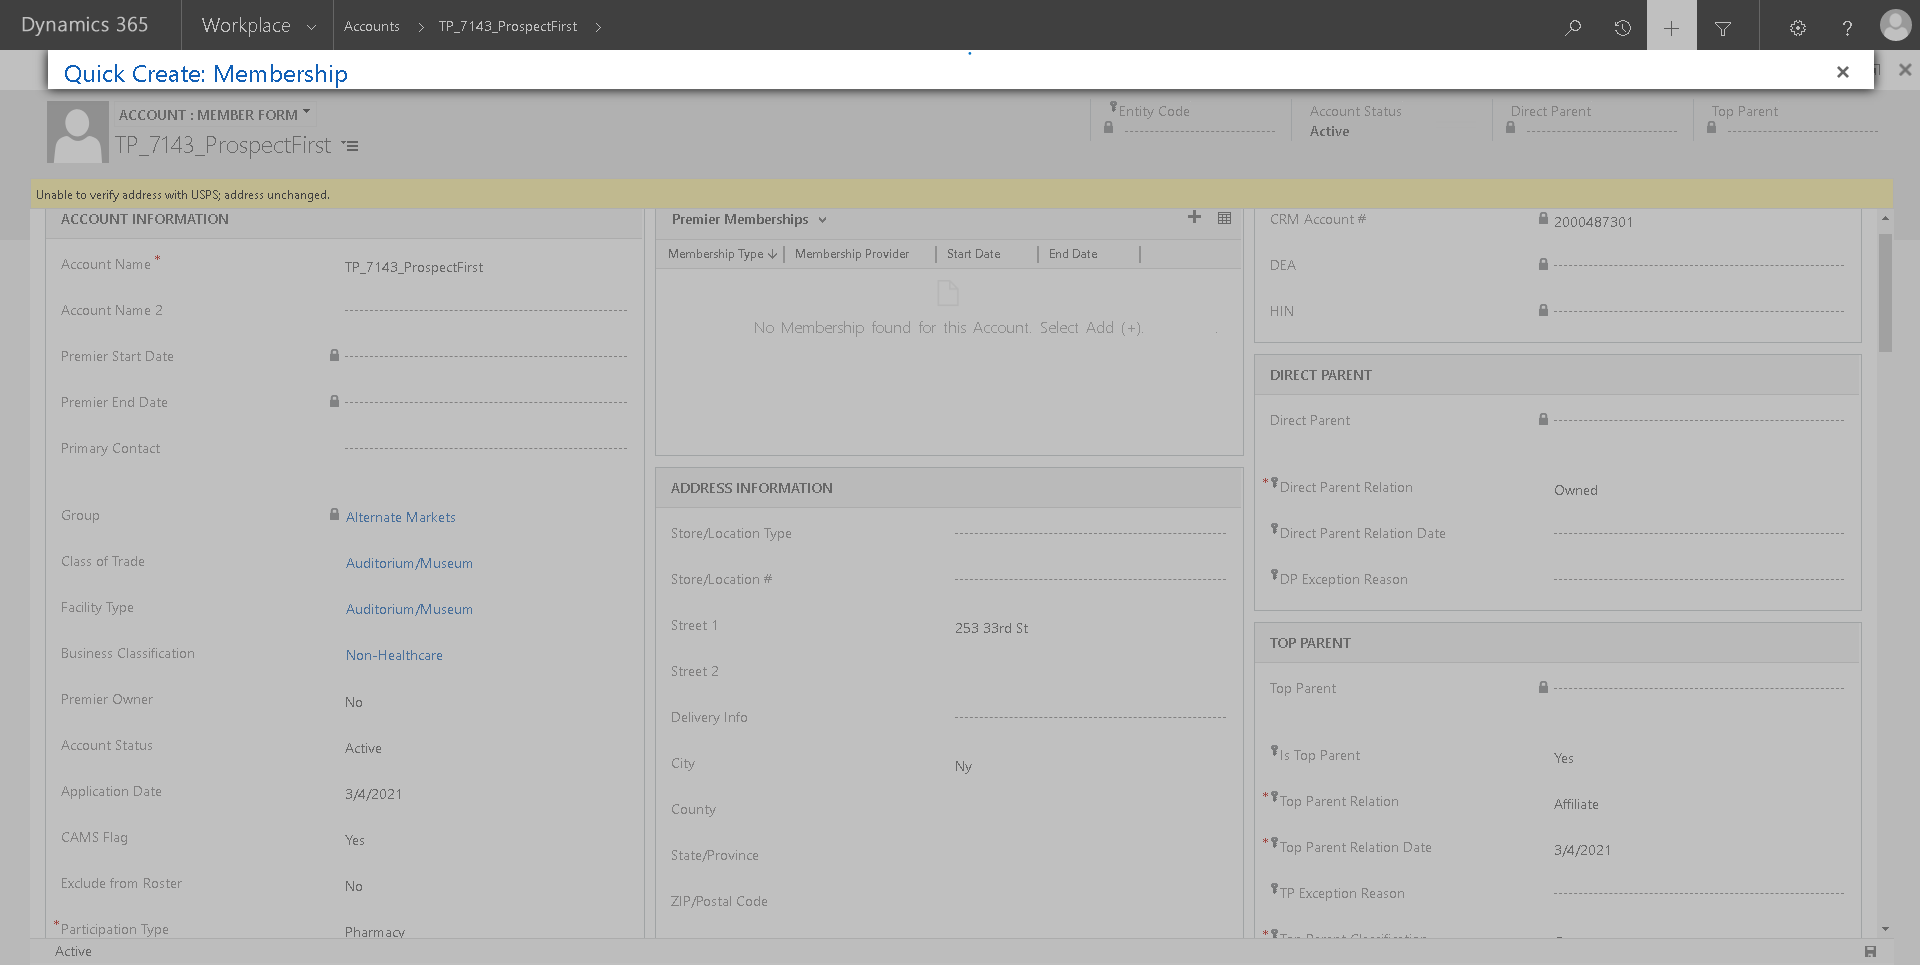 Dynamics 365
Workplace
Accounts
TP_7143_ProspectFirst
Quick Create: Membership
ACCOUNT : MEMBER FORM
TP_7143_ProspectFirst
Entity Code
Account Status
Active
Direct Parent
Top Parent
Unable to verify address with USPS; address unchanged.
ACCOUNT INFORMATION
Account Name *
TP_7143_ProspectFirst
Account Name 2
Premier Start Date
Premier End Date
Primary Contact
Group
Alternate Markets
Class of Trade
Auditorium/Museum
Facility Type
Auditorium/Museum
Business Classification
Non-Healthcare
Premier Owner
No
Account Status
Active
Application Date
3/4/2021
CAMS Flag
Yes
Exclude from Roster
No
* Participation Type
Pharmacy
Premier Memberships
Membership Type
Membership Provider
Start Date
End Date
No Membership found for this Account. Select Add (+).
ADDRESS INFORMATION
Store/Location Type
Store/Location #
Street 1
253 33rd St
Street 2
Delivery Info
City
Ny
County
State/Province
ZIP/Postal Code
CRM Account #
2000487301
DEA
HIN
DIRECT PARENT
Direct Parent
* Direct Parent Relation
Owned
Direct Parent Relation Date
DP Exception Reason
TOP PARENT
Top Parent
Is Top Parent
Yes
* Top Parent Relation
Affiliate
* Top Parent Relation Date
3/4/2021
TP Exception Reason
* Top Parent Classification
Active